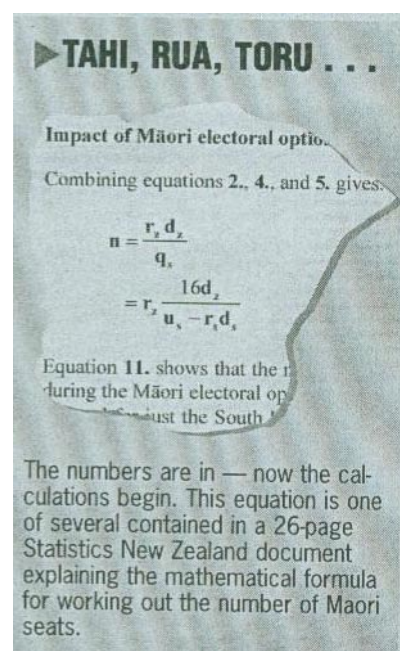 TAHI, RUA, TORU . . .
Impact of Māori electoral
Combining equations 2., 4., and 5. gives:
n = r_z d_z / q_s
= r_z 16d_z / u_s − r_s d_s
Equation 11. shows that the
during the Māori electoral
just the South
The numbers are in — now the cal-
culations begin. This equation is one
of several contained in a 26-page
Statistics New Zealand document
explaining the mathematical formula
for working out the number of Maori
seats.